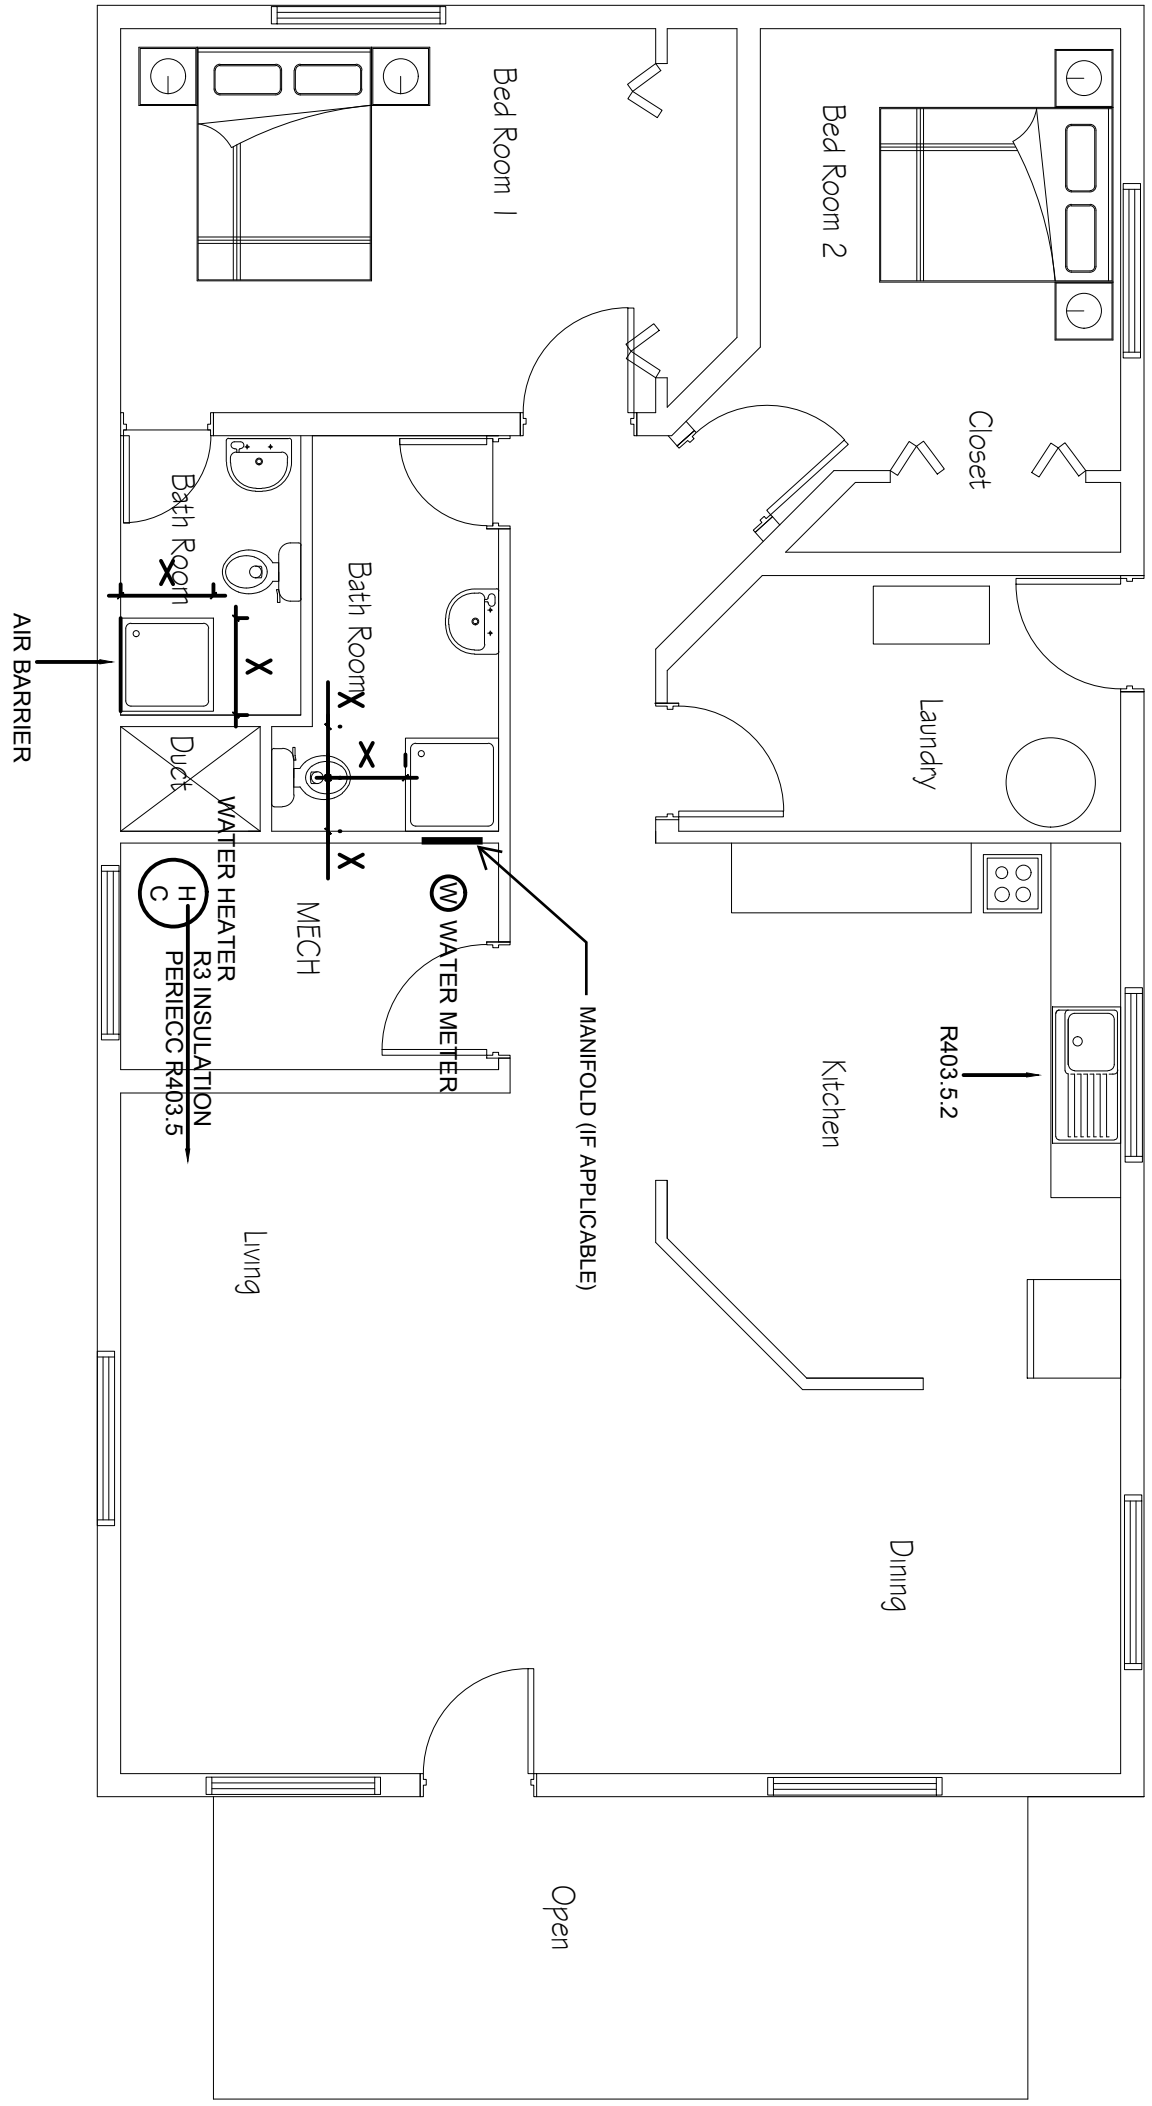 Bed Room 1
Bed Room 2
Closet
Bath Room
Bath Room
X
X
X
X
X
AIR BARRIER
Duct
Laundry
WATER HEATER
H
C
MECH
W
WATER METER
R3 INSULATION
PERIECC R403.5
MANIFOLD (IF APPLICABLE)
Kitchen
R403.5.2
Living
Dining
Open